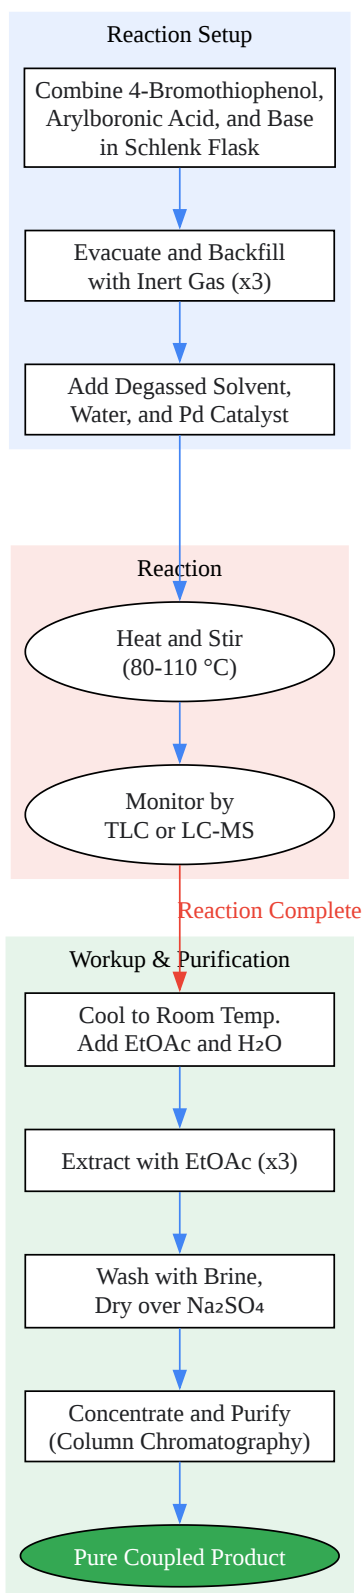 Reaction Setup
Combine 4-Bromothiophenol,
Arylboronic Acid, and Base
in Schlenk Flask
Evacuate and Backfill
with Inert Gas (x3)
Add Degassed Solvent,
Water, and Pd Catalyst
Reaction
Heat and Stir
(80-110 °C)
Monitor by
TLC or LC-MS
Reaction Complete
Workup & Purification
Cool to Room Temp.
Add EtOAc and H₂O
Extract with EtOAc (x3)
Wash with Brine,
Dry over Na₂SO₄
Concentrate and Purify
(Column Chromatography)
Pure Coupled Product